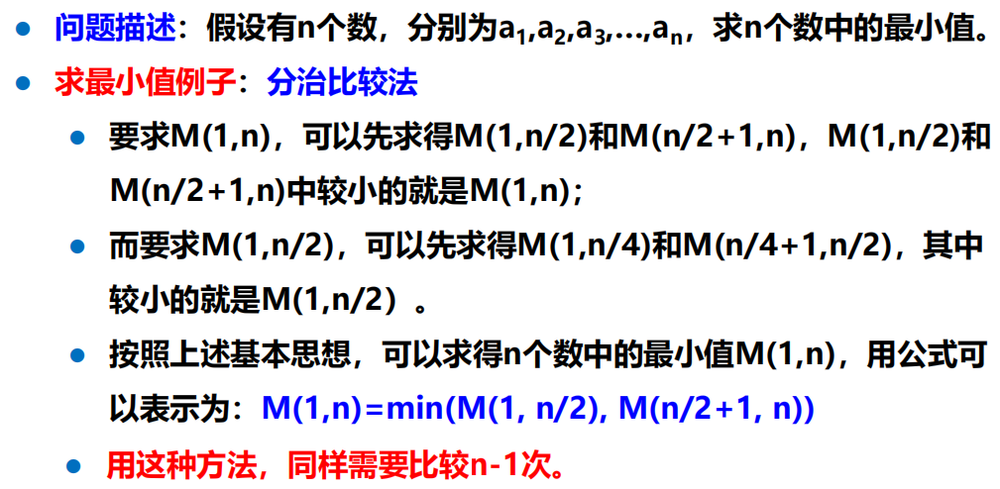 ● 问题描述：假设有n个数，分别为a₁,a₂,a₃,…,aₙ，求n个数中的最小值。
● 求最小值例子：分治比较法
● 要求M(1,n)，可以先求得M(1,n/2)和M(n/2+1,n)，M(1,n/2)和
M(n/2+1,n)中较小的就是M(1,n)；
● 而要求M(1,n/2)，可以先求得M(1,n/4)和M(n/4+1,n/2)，其中
较小的就是M(1,n/2）。
● 按照上述基本思想，可以求得n个数中的最小值M(1,n)，用公式可
以表示为：M(1,n)=min(M(1, n/2), M(n/2+1, n))
● 用这种方法，同样需要比较n-1次。